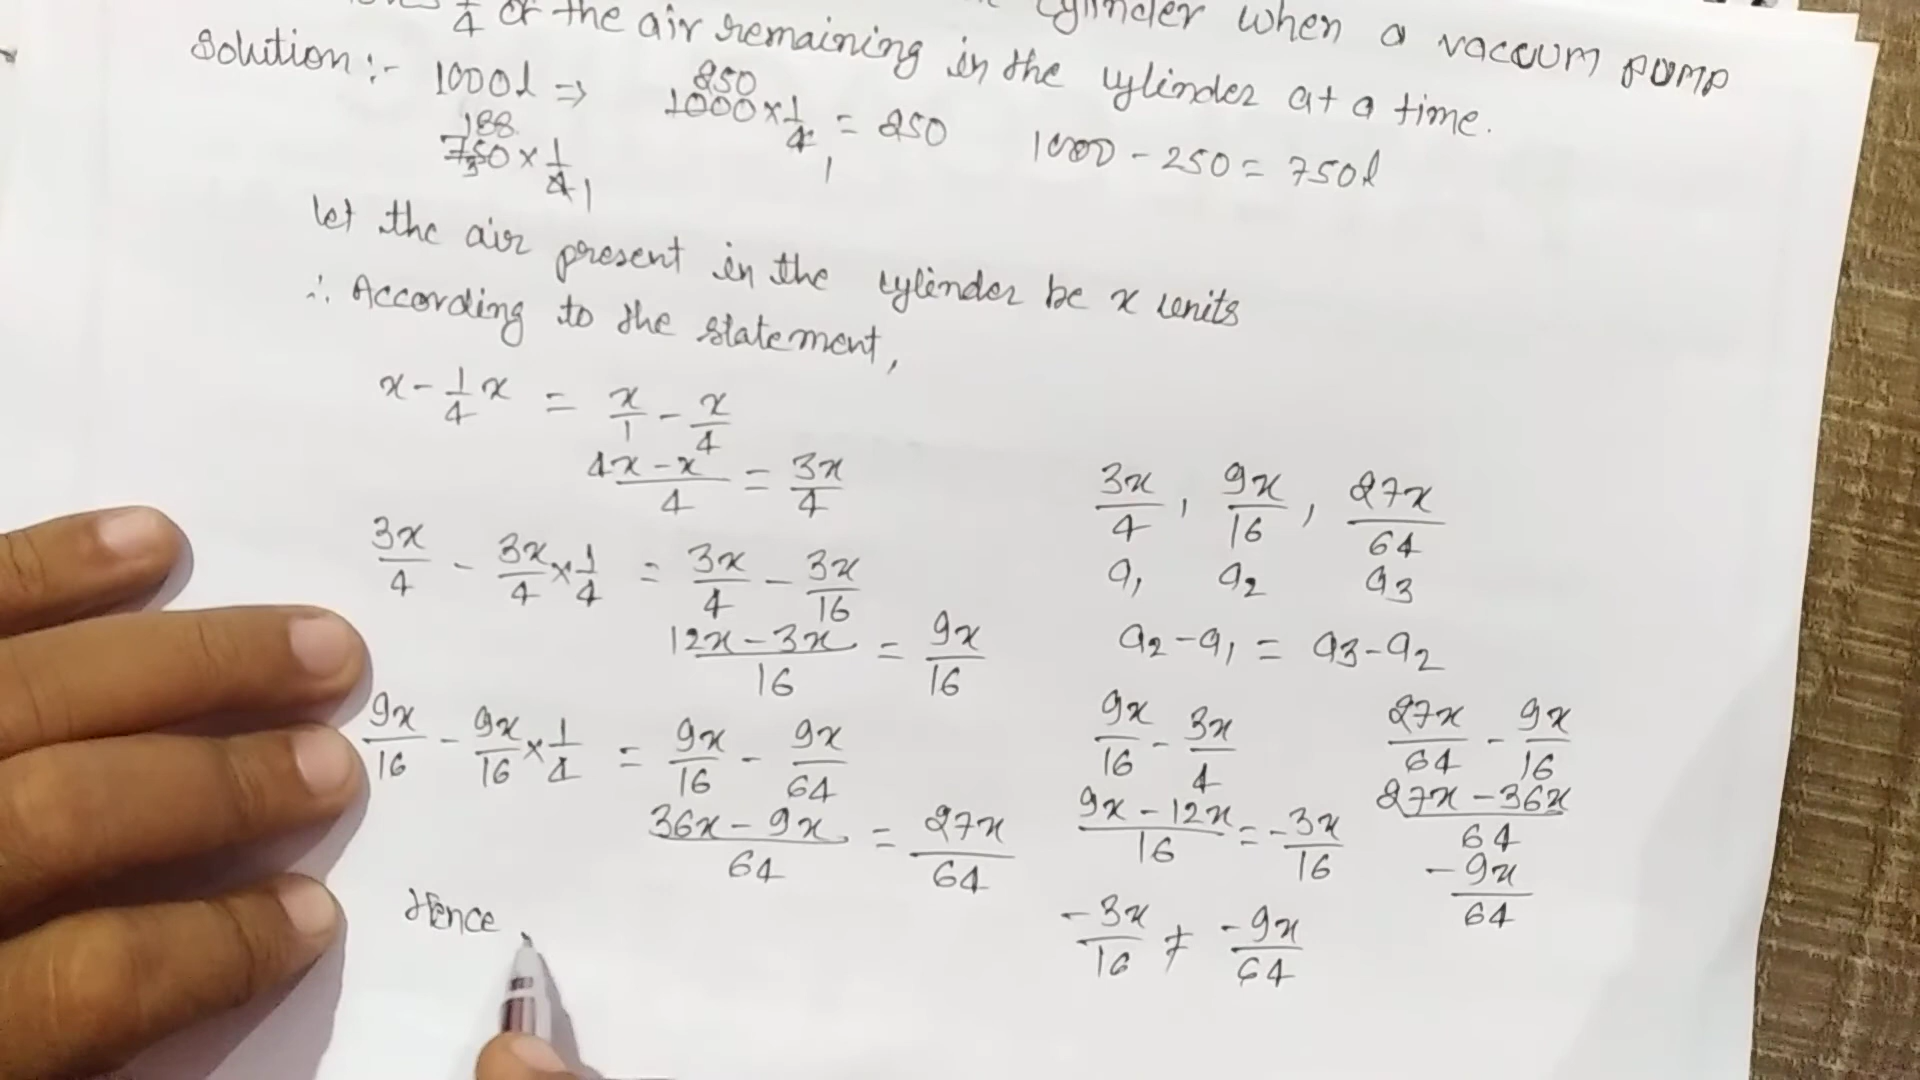 cylinder when a vacuum pump
1/4 of the air remaining in the cylinder at a time.
Solution :- 1000l ⇒ 1000 × 1/4 = 250 1000 - 250 = 750l
250 1
188
750 × 1/4 1
let the air present in the cylinder be x units
∴ According to the statement,
x - 1/4 x = x/1 - x/4
4x - x/4 = 3x/4
3x/4 - 3x/4 × 1/4 = 3x/4 - 3x/16
12x - 3x/16 = 9x/16
9x/16 - 9x/16 × 1/4 = 9x/16 - 9x/64
36x - 9x/64 = 27x/64
Hence
3x/4 , 9x/16 , 27x/64
a1 a2 a3
a2 - a1 = a3 - a2
9x/16 - 3x/4 27x/64 - 9x/16
9x - 12x/16 = -3x/16 27x - 36x/64
-9x/64
-3x/16 ≠ -9x/64